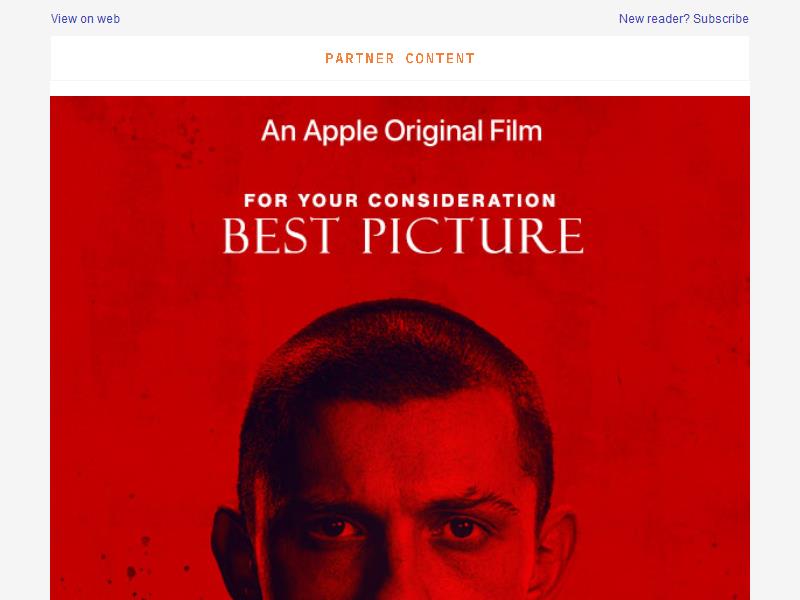 View on web
New reader? Subscribe
PARTNER CONTENT
An Apple Original Film
FOR YOUR CONSIDERATION
BEST PICTURE